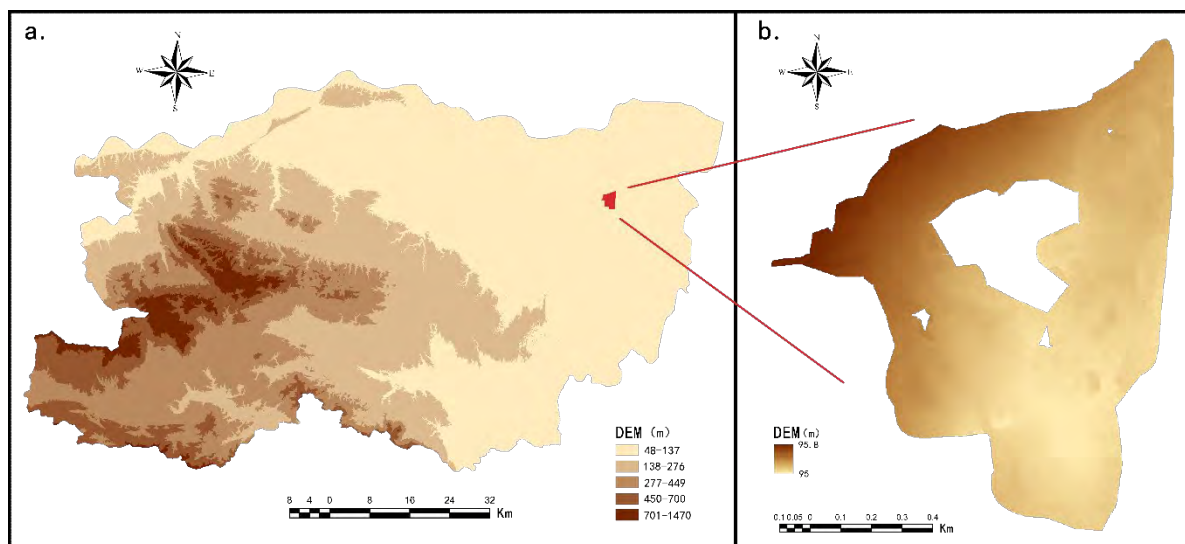 a.
N
W
E
S
DEM (m)
48-137
138-276
277-449
450-700
701-1470
8 4 0 8 16 24 32
Km
b.
N
W
E
S
DEM (m)
95.8
95
0.1 0.05 0 0.1 0.2 0.3 0.4
Km